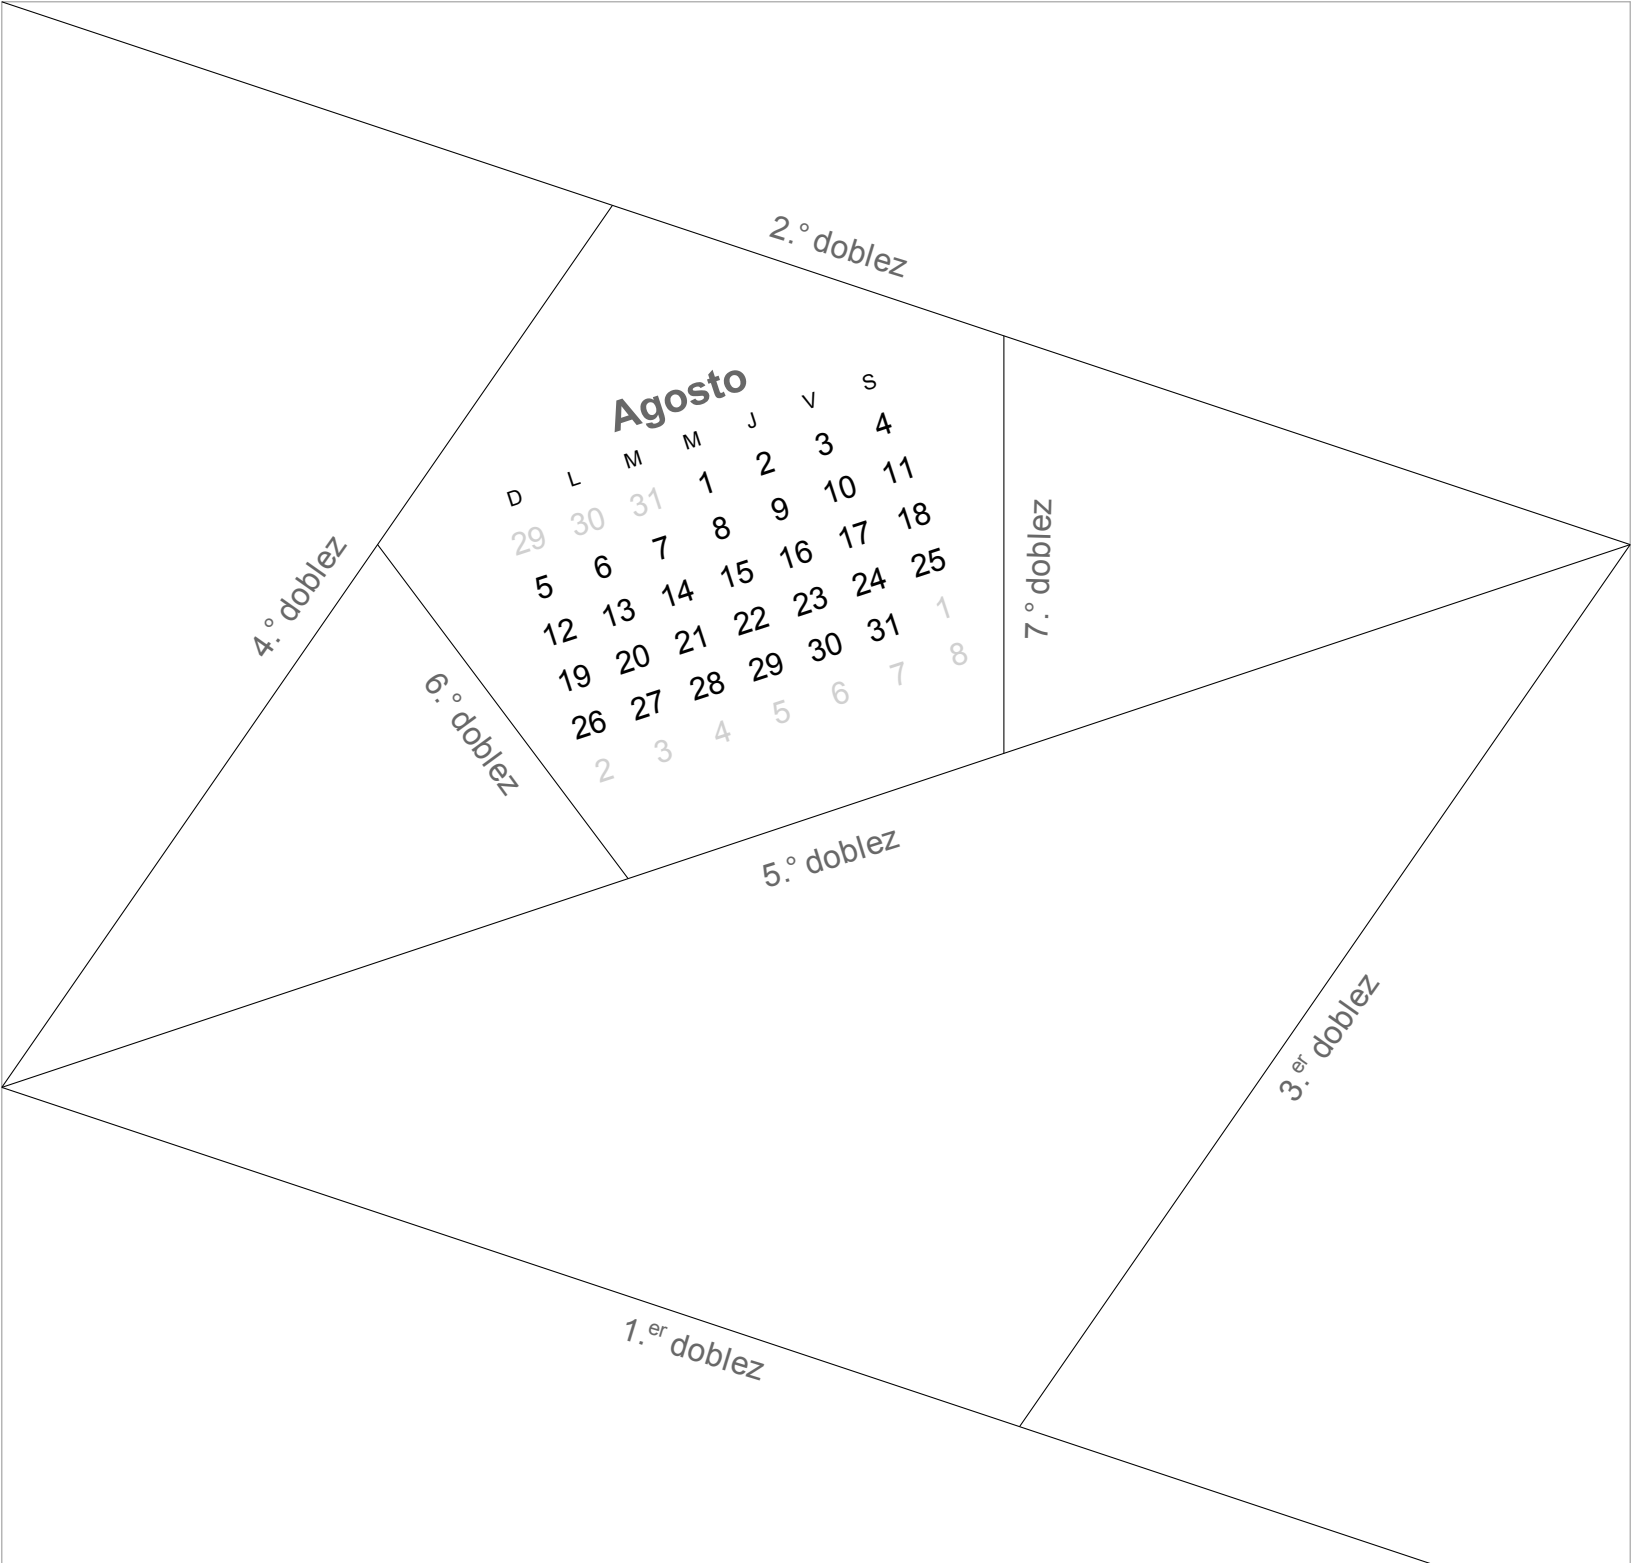 2.° doblez
Agosto
D L M M J V S
29 30 31 1 2 3 4
5 6 7 8 9 10 11
12 13 14 15 16 17 18
19 20 21 22 23 24 25
26 27 28 29 30 31 1
2 3 4 5 6 7 8
4.° doblez
7.° doblez
6.° doblez
5.° doblez
3.er doblez
1.er doblez